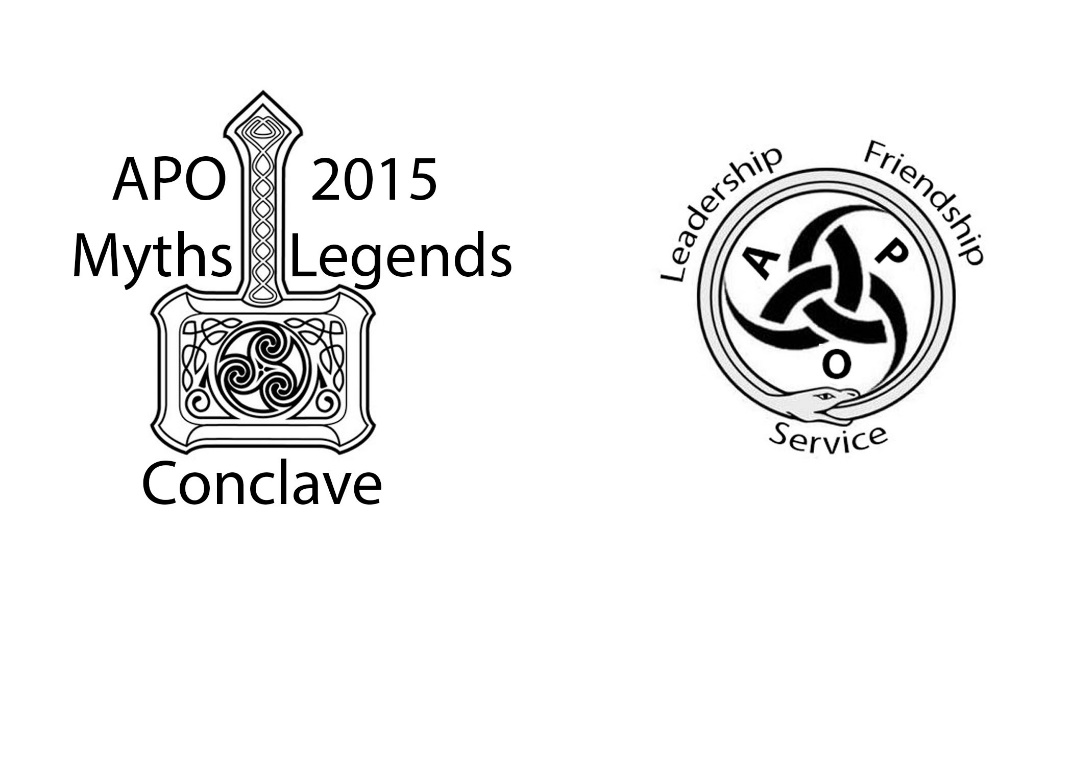 APO 2015
Myths Legends
Conclave
Leadership
Friendship
A P
O
Service